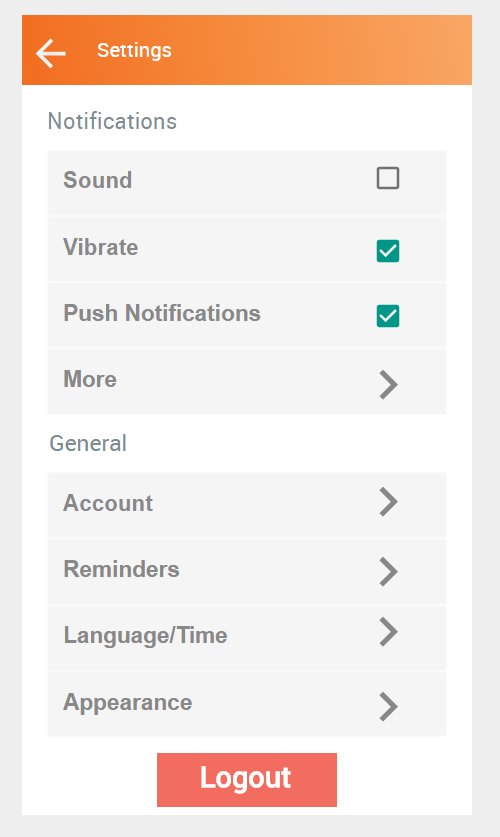 Settings
Notifications
Sound
Vibrate
Push Notifications
More
General
Account
Reminders
Language/Time
Appearance
Logout